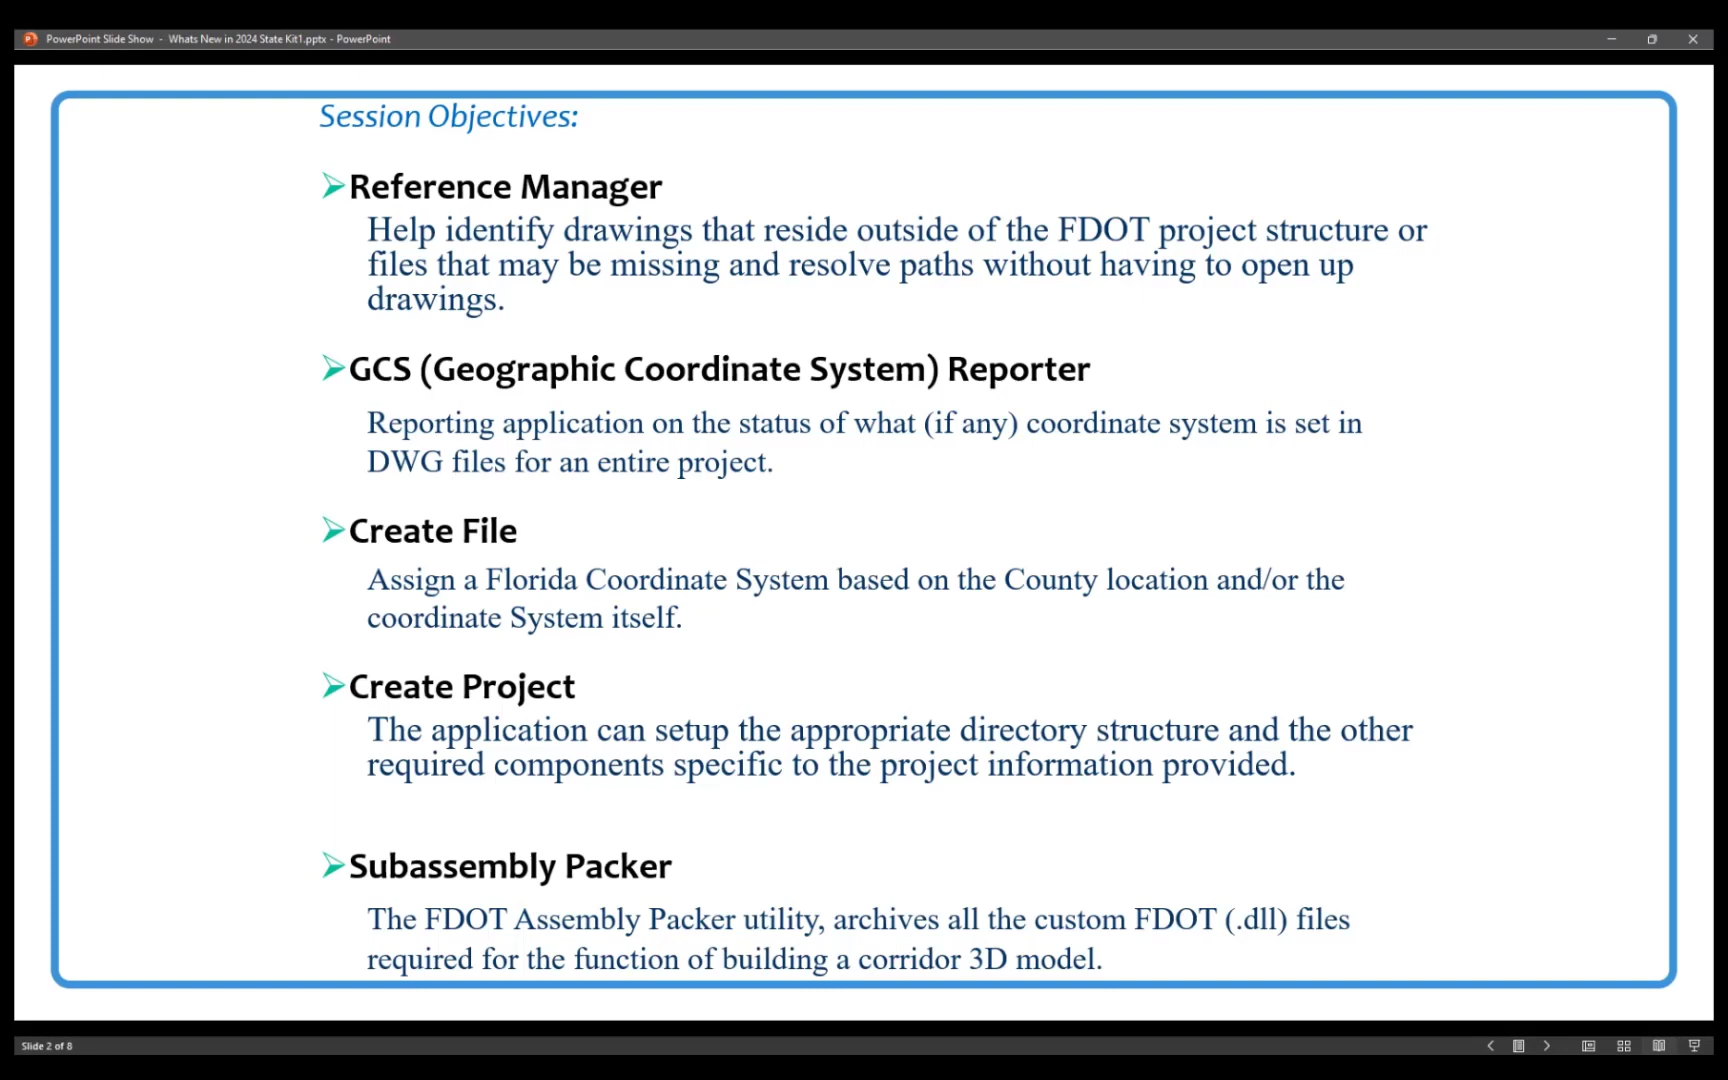 PowerPoint Slide Show - Whats New in 2024 State Kit1.pptx - PowerPoint
Session Objectives:
Reference Manager
Help identify drawings that reside outside of the FDOT project structure or
files that may be missing and resolve paths without having to open up
drawings.
GCS (Geographic Coordinate System) Reporter
Reporting application on the status of what (if any) coordinate system is set in
DWG files for an entire project.
Create File
Assign a Florida Coordinate System based on the County location and/or the
coordinate System itself.
Create Project
The application can setup the appropriate directory structure and the other
required components specific to the project information provided.
Subassembly Packer
The FDOT Assembly Packer utility, archives all the custom FDOT (.dll) files
required for the function of building a corridor 3D model.
Slide 2 of 8